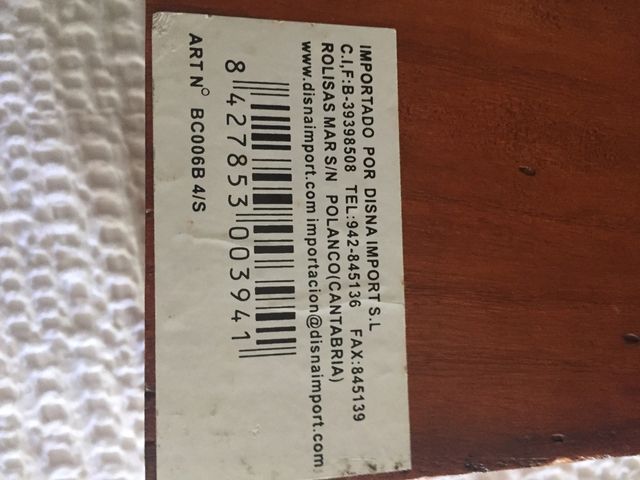 IMPORTADO POR DISNA IMPORT S.L
C.I,F:B-39398508 TEL:942-845136 FAX:845139
ROLISAS MAR S/N POLANCO(CANTABRIA)
www.disnaimport.com importacion@disnaimport.com
8 427853 003941
ART Nº BC006B 4/S